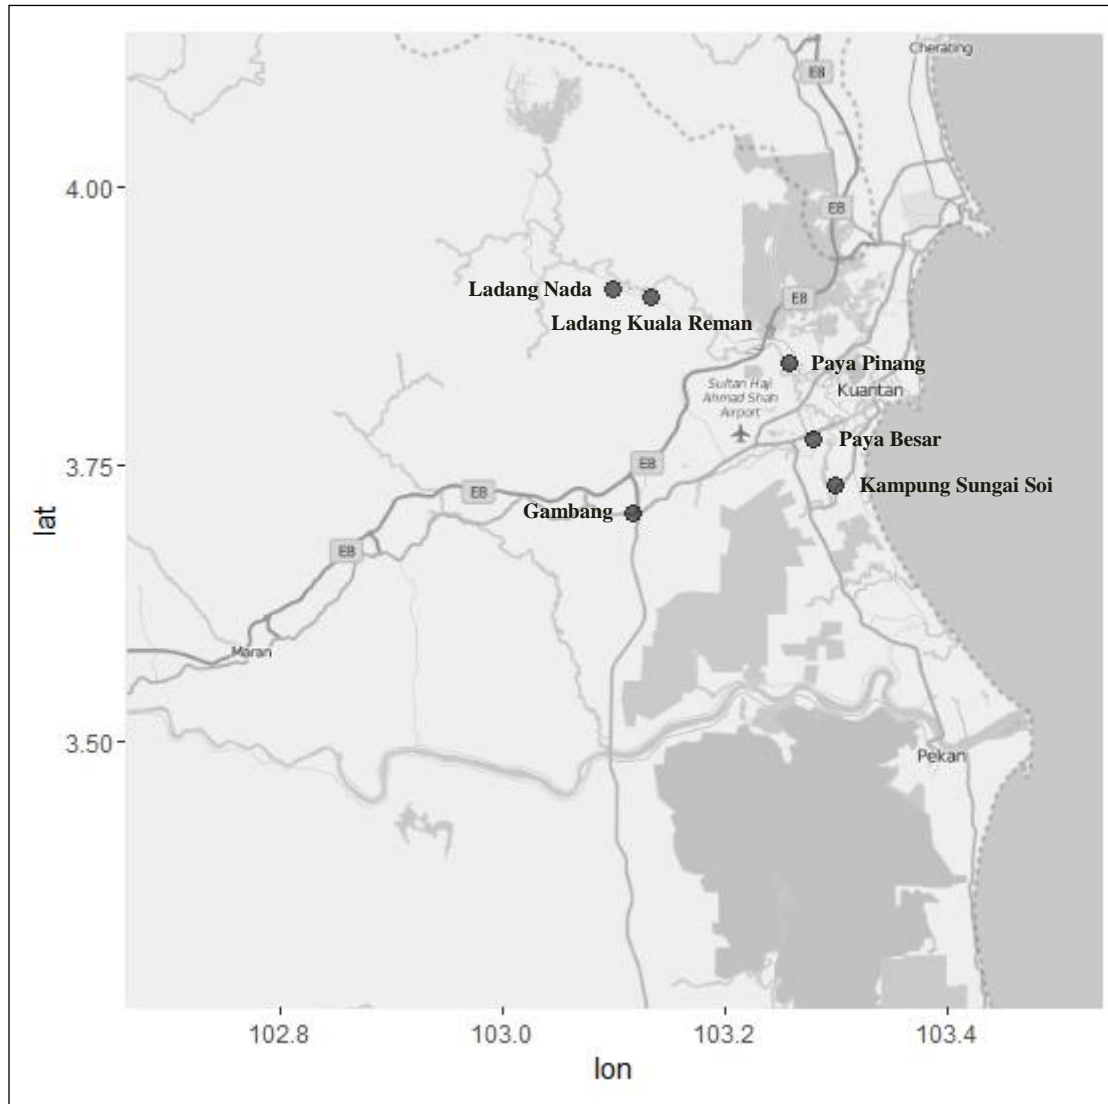 Cherating
E8
4.00
E8
Ladang Nada
E8
Ladang Kuala Reman
Paya Pinang
Sultan Haji
Ahmad Shah
Airport
Kuantan
Paya Besar
3.75
E8
Kampung Sungai Soi
E8
Gambang
lat
E8
Maran
3.50
Pekan
102.8
103.0
103.2
103.4
lon